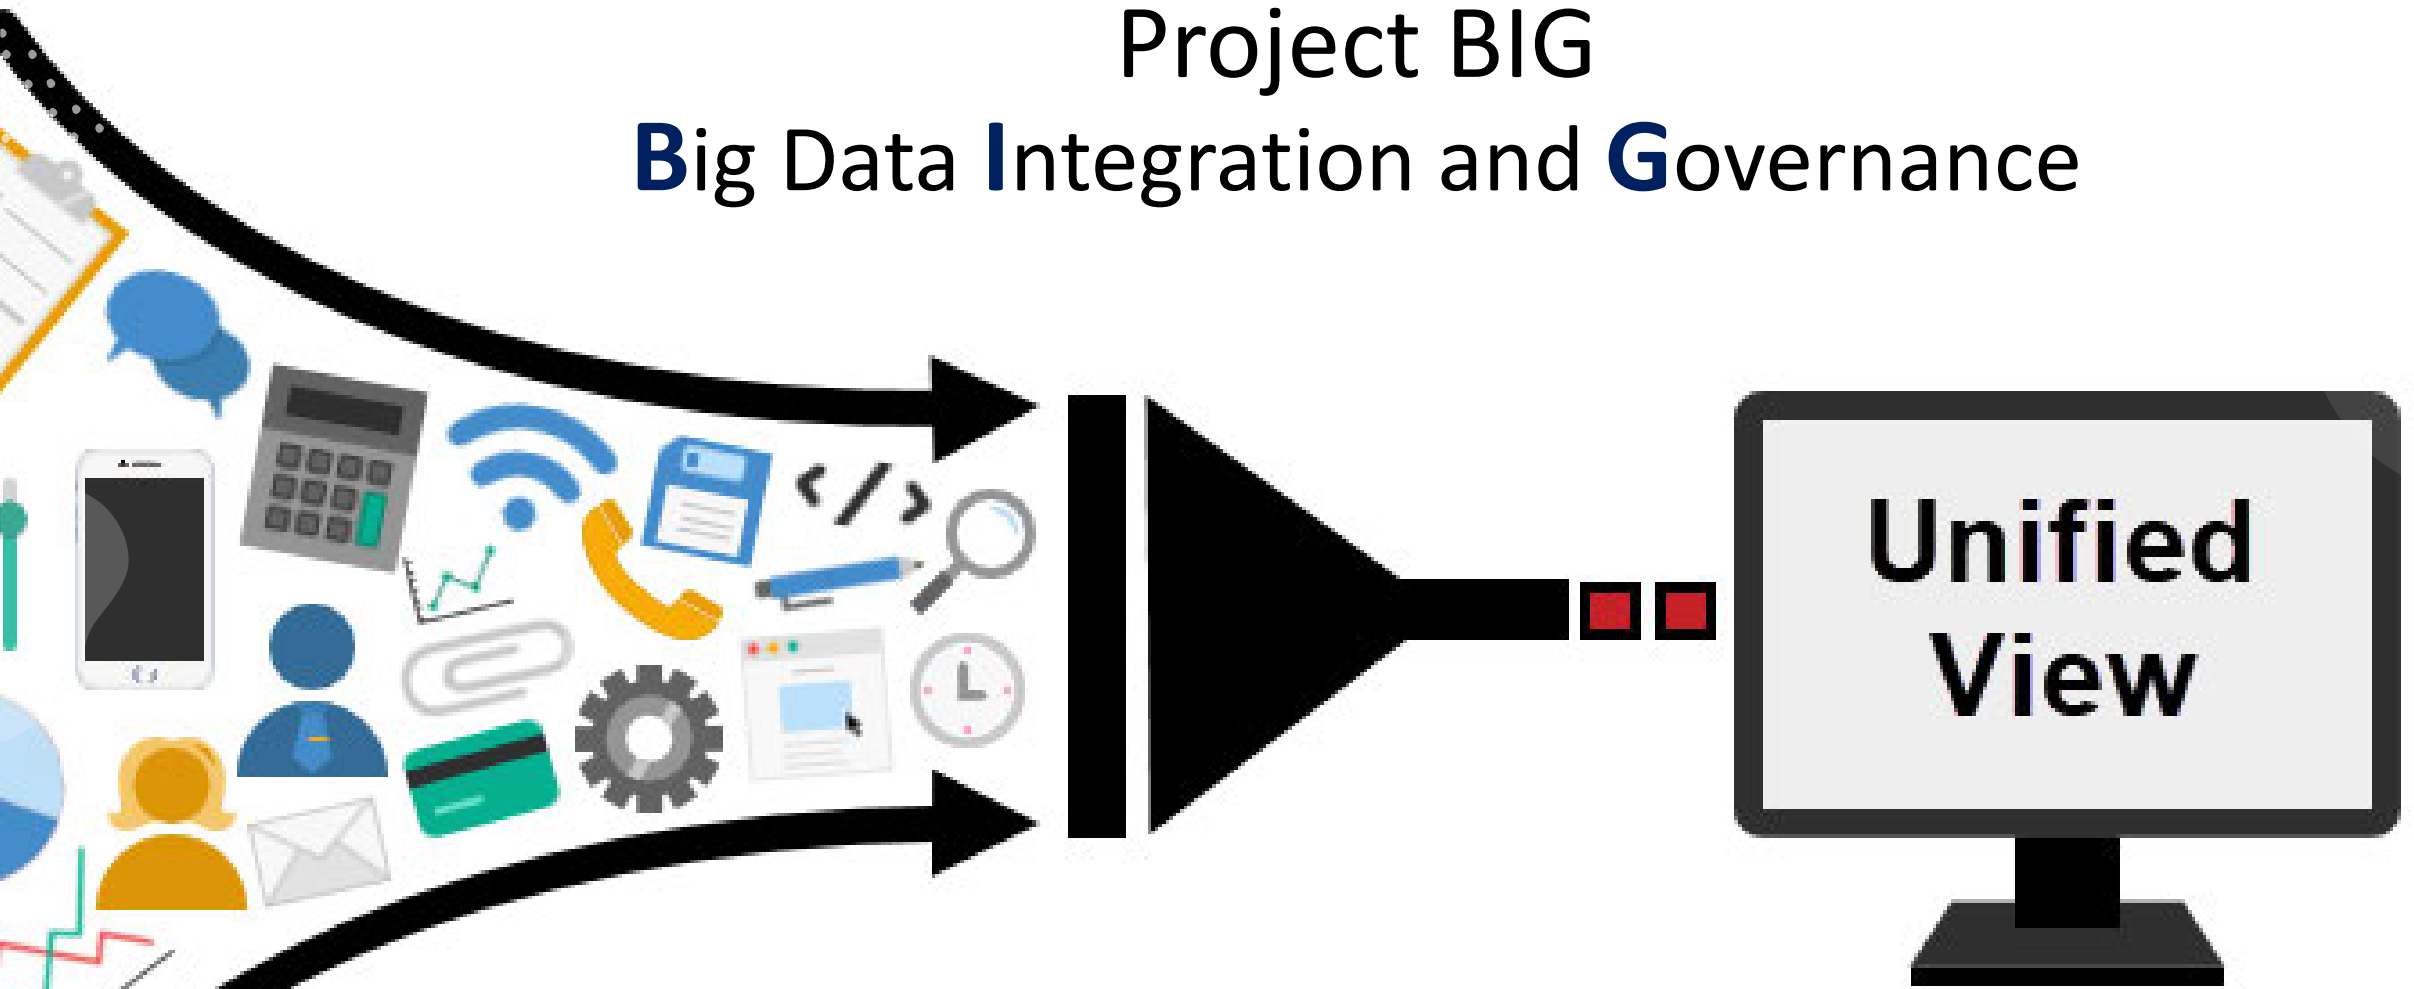 Project BIG
Big Data Integration and Governance
</>
Unified
View